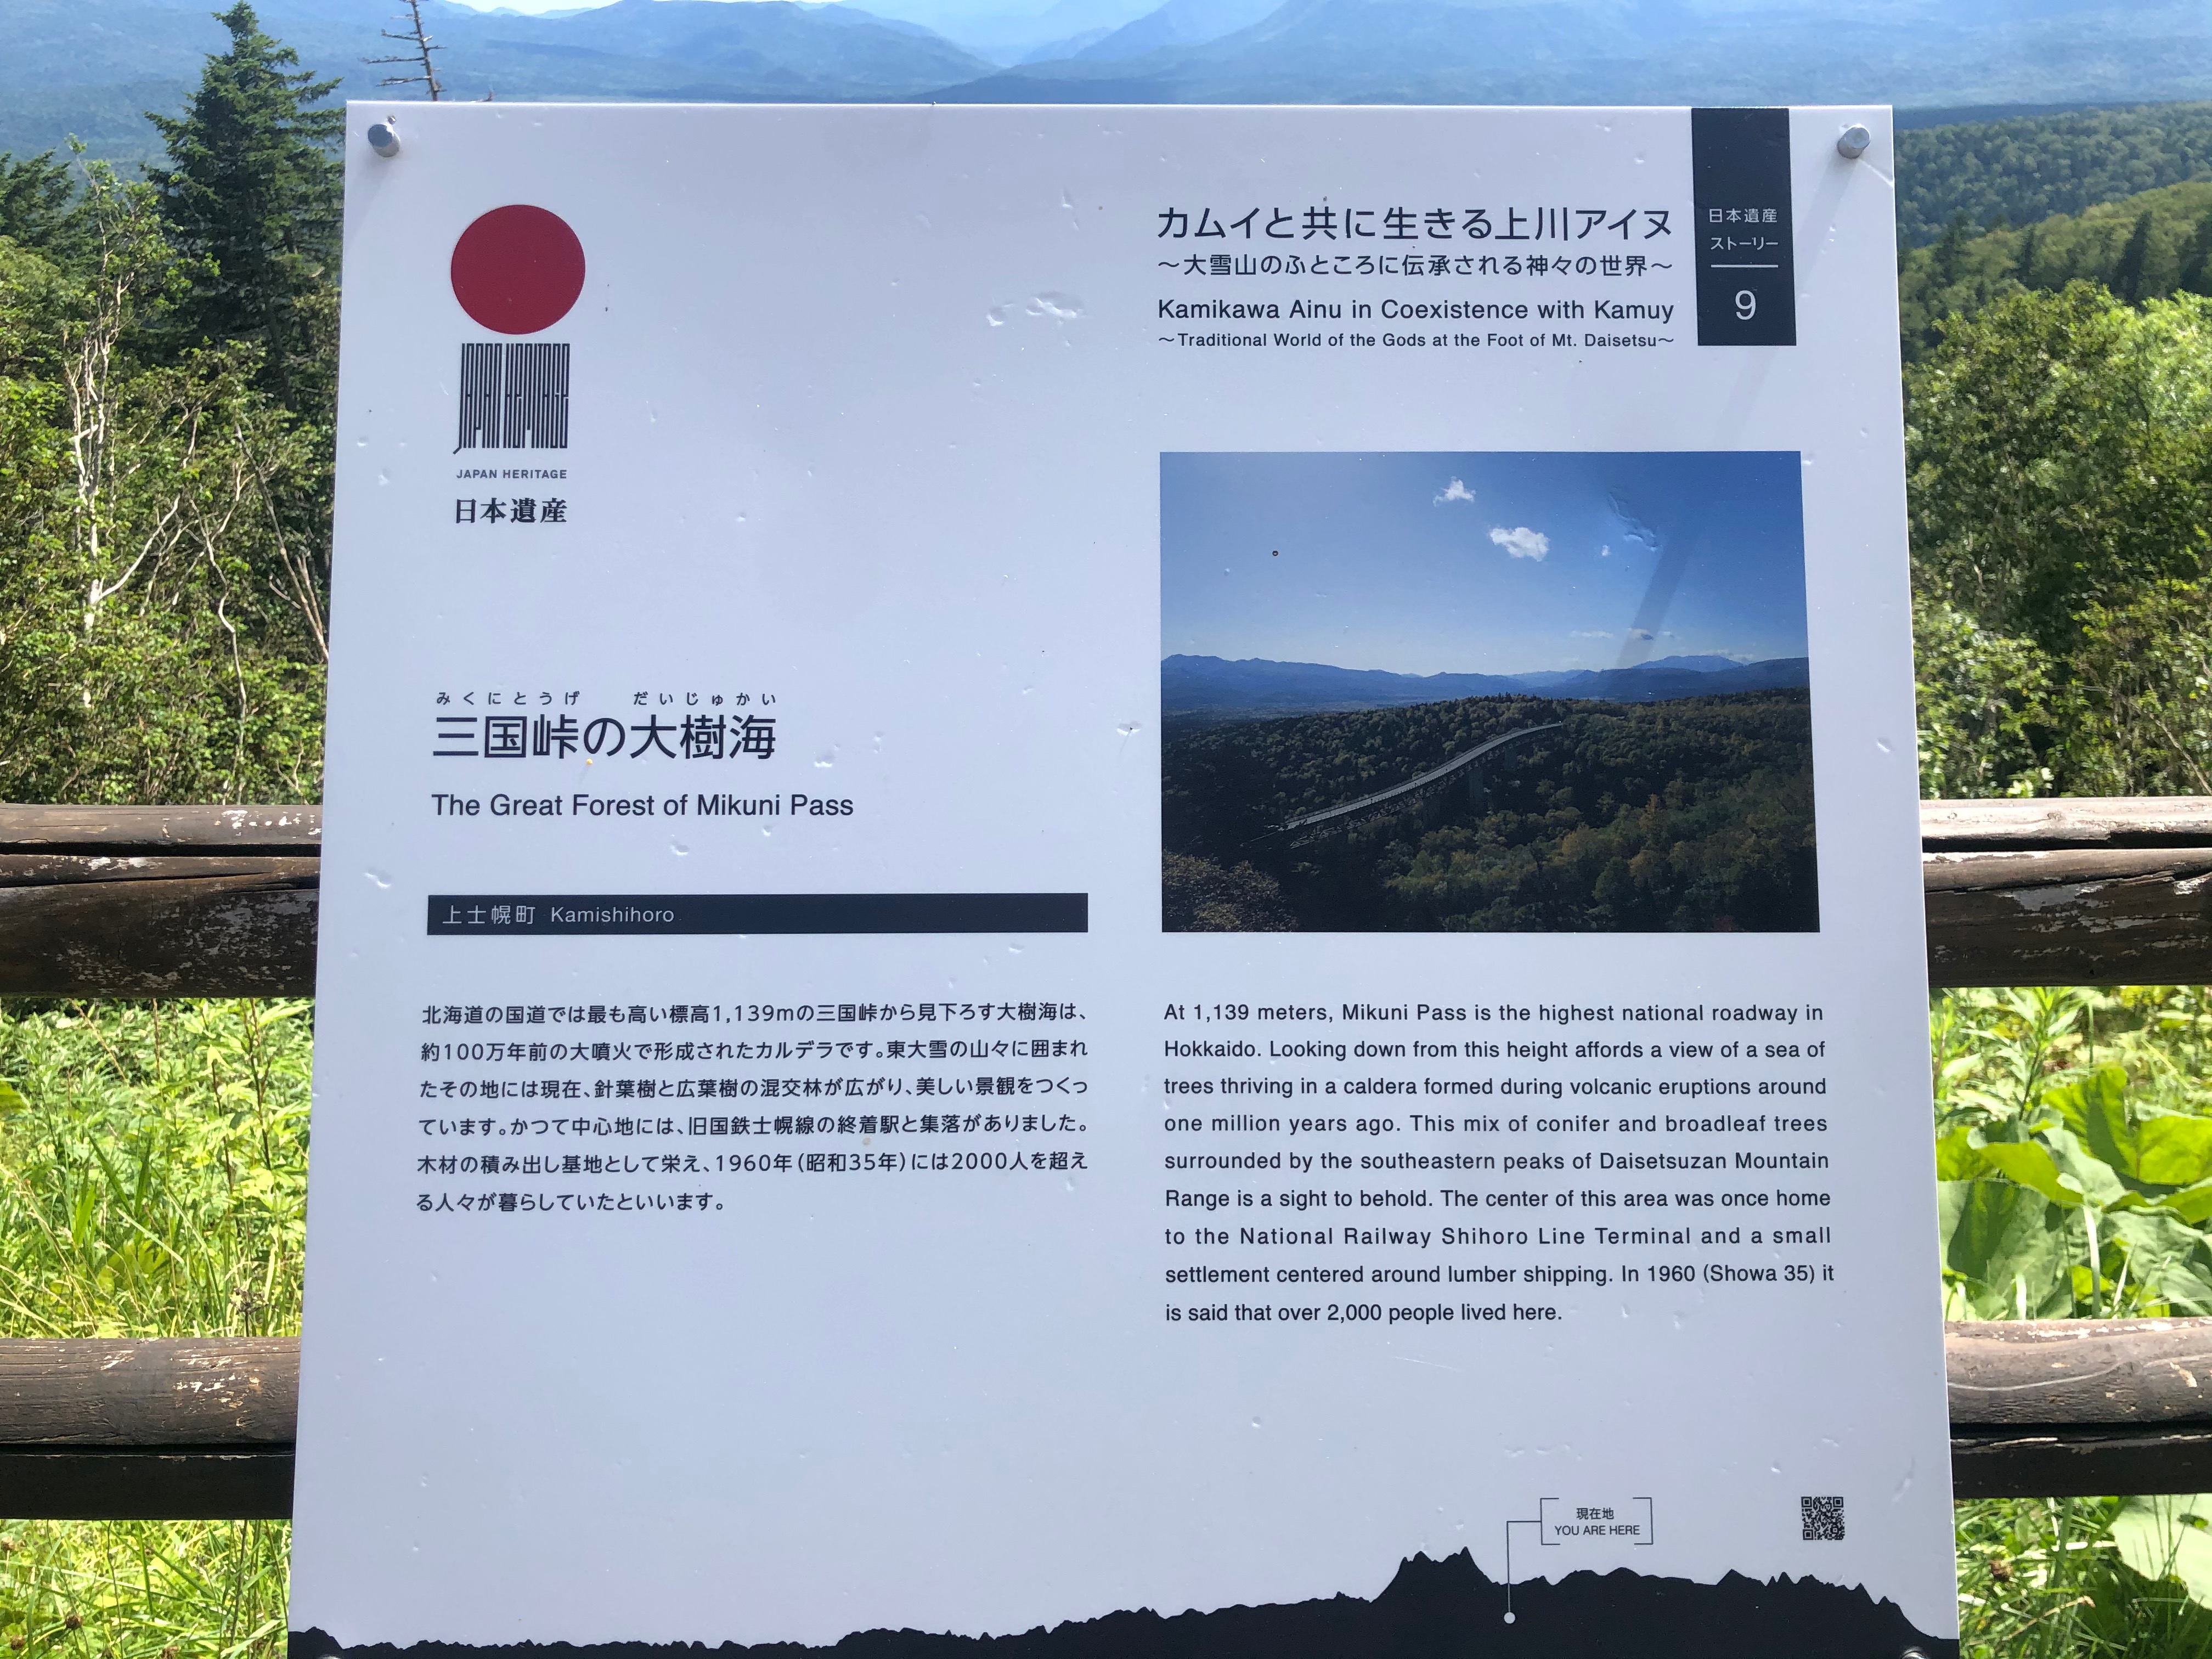 JAPAN HERITAGE
JAPAN HERITAGE
日本遺産
カムイと共に生きる上川アイヌ
～大雪山のふところに伝承される神々の世界～
Kamikawa Ainu in Coexistence with Kamuy
～Traditional World of the Gods at the Foot of Mt. Daisetsu～
日本遺産
ストーリー
9
みくにとうげ だいじゅかい
三国峠の大樹海
The Great Forest of Mikuni Pass
上士幌町 Kamishihoro
北海道の国道では最も高い標高1,139mの三国峠から見下ろす大樹海は、
約100万年前の大噴火で形成されたカルデラです。東大雪の山々に囲まれ
たその地には現在、針葉樹と広葉樹の混交林が広がり、美しい景観をつくっ
ています。かつて中心地には、旧国鉄士幌線の終着駅と集落がありました。
木材の積み出し基地として栄え、1960年(昭和35年)には2000人を超え
る人々が暮らしていたといいます。
At 1,139 meters, Mikuni Pass is the highest national roadway in
Hokkaido. Looking down from this height affords a view of a sea of
trees thriving in a caldera formed during volcanic eruptions around
one million years ago. This mix of conifer and broadleaf trees
surrounded by the southeastern peaks of Daisetsuzan Mountain
Range is a sight to behold. The center of this area was once home
to the National Railway Shihoro Line Terminal and a small
settlement centered around lumber shipping. In 1960 (Showa 35) it
is said that over 2,000 people lived here.
現在地
YOU ARE HERE